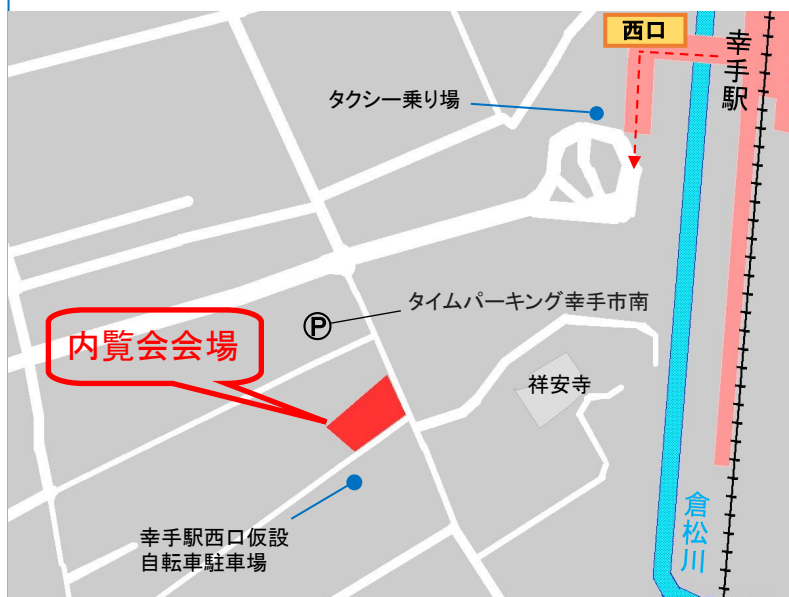 西口
幸手駅
タクシー乗り場
タイムパーキング幸手市南
P
内覧会会場
祥安寺
幸手駅西口仮設
自転車駐車場
倉松川